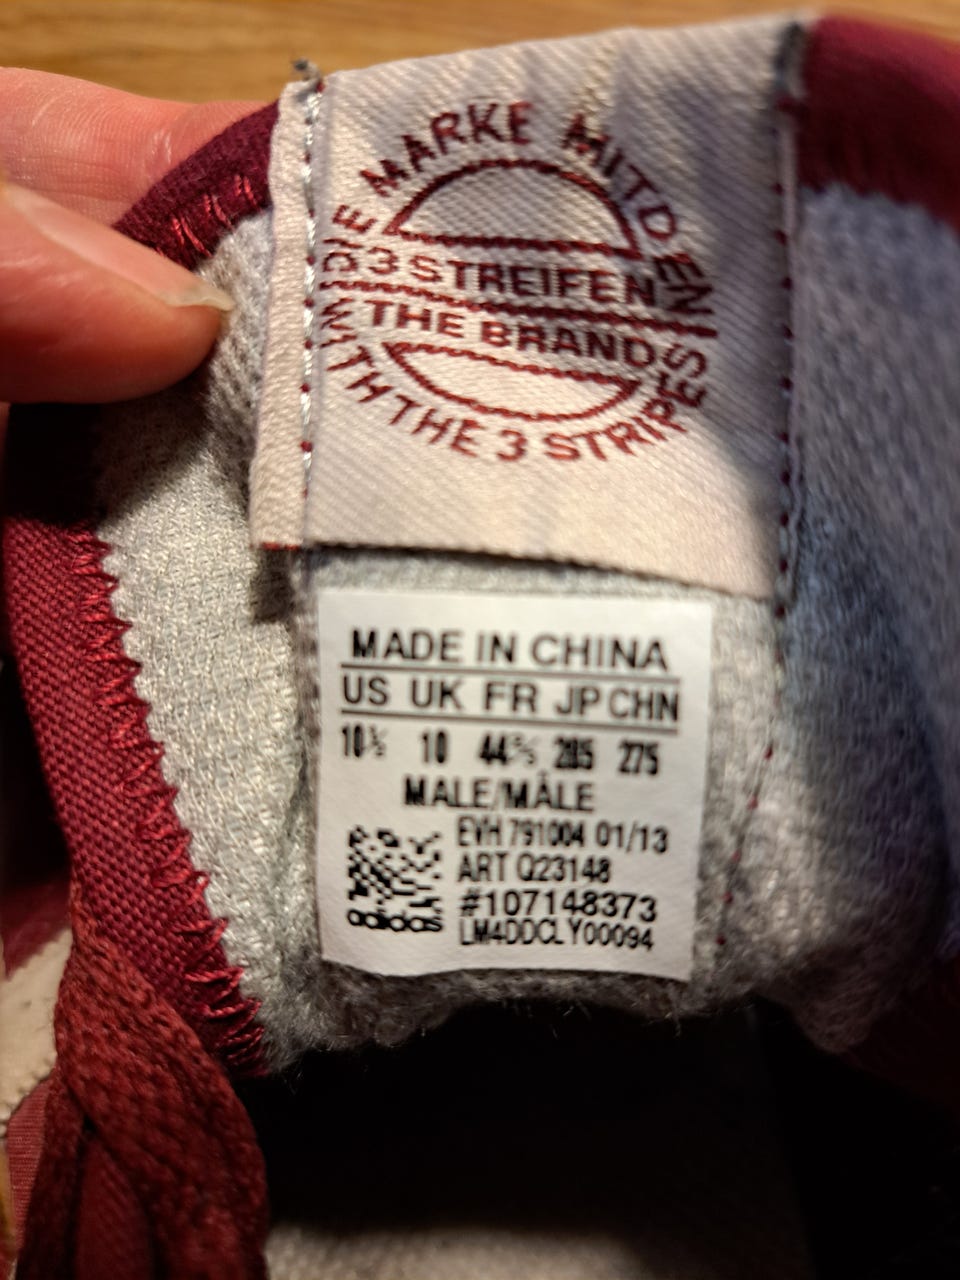 DIE MARKE MIT DEN
3 STREIFEN
THE BRAND
WITH THE 3 STRIPES
MADE IN CHINA
US UK FR JP CHN
10½ 10 44⅔ 285 275
MALE/MÂLE
EVH 791004 01/13
ART Q23148
#107148373
LM4DDCLY00094
adidas